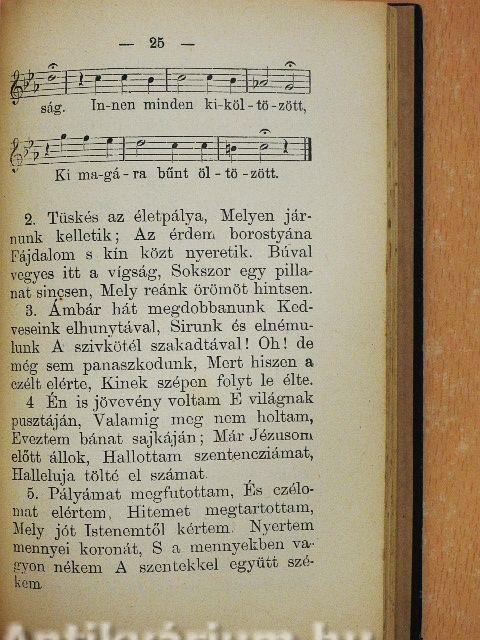 — 25 —
ság. In-nen minden ki-köl-tö-zött,
Ki ma-gá-ra bűnt öl-tö-zött.
2. Tüskés az életpálya, Melyen jár-
nunk kelletik; Az érdem borostyána
Fájdalom s kín közt nyeretik. Búval
vegyes itt a vígság, Sokszor egy pilla-
nat sincsen, Mely reánk örömöt hintsen.
3. Ámbár hát megdobbanunk Ked-
veseink elhunytával, Sirunk és elnému-
lunk A szivkötél szakadtával! Oh! de
még sem panaszkodunk, Mert hiszen a
czélt elérte, Kinek szépen folyt le élte.
4 Én is jövevény voltam E világnak
pusztáján, Valamig meg nem holtam,
Eveztem bánat sajkáján; Már Jézusom
előtt állok, Hallottam szentencziámat,
Halleluja tölté el számat.
5. Pályámat megfutottam, És czélo-
mat elértem, Hitemet megtartottam,
Mely jót Istenemtől kértem. Nyertem
mennyei koronát, S a mennyekben va-
gyon nékem A szentekkel együtt szé-
kem
Antikvárium.hu